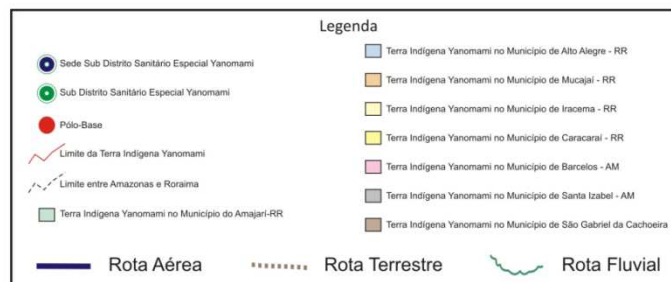 Legenda
Sede Sub Distrito Sanitário Especial Yanomami
Sub Distrito Sanitário Especial Yanomami
Pólo-Base
Limite da Terra Indígena Yanomami
Limite entre Amazonas e Roraima
Terra Indígena Yanomami no Município do Amajarí-RR
Terra Indígena Yanomami no Município de Alto Alegre - RR
Terra Indígena Yanomami no Município de Mucajaí - RR
Terra Indígena Yanomami no Município de Iracema - RR
Terra Indígena Yanomami no Município de Caracaraí - RR
Terra Indígena Yanomami no Município de Barcelos - AM
Terra Indígena Yanomami no Município de Santa Izabel - AM
Terra Indígena Yanomami no Município de São Gabriel da Cachoeira
Rota Aérea
Rota Terrestre
Rota Fluvial